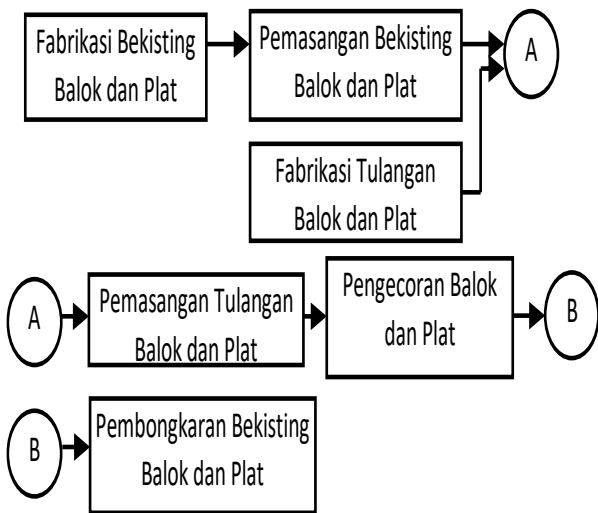 Fabrikasi Bekisting
Balok dan Plat
Pemasangan Bekisting
Balok dan Plat
A
Fabrikasi Tulangan
Balok dan Plat
A
Pemasangan Tulangan
Balok dan Plat
Pengecoran Balok
dan Plat
B
B
Pembongkaran Bekisting
Balok dan Plat